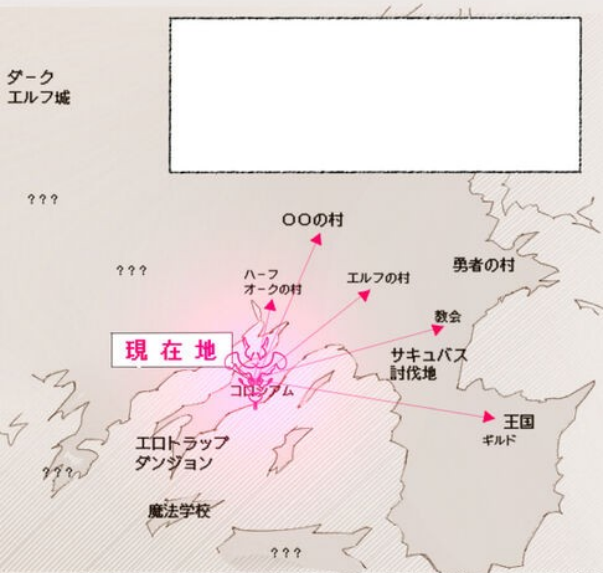 ダーク
エルフ城
???
〇〇の村
???
ハーフ
オークの村
エルフの村
勇者の村
教会
現在地
サキュバス
討伐地
コロシアム
王国
ギルド
エロトラップ
ダンジョン
???
魔法学校
???